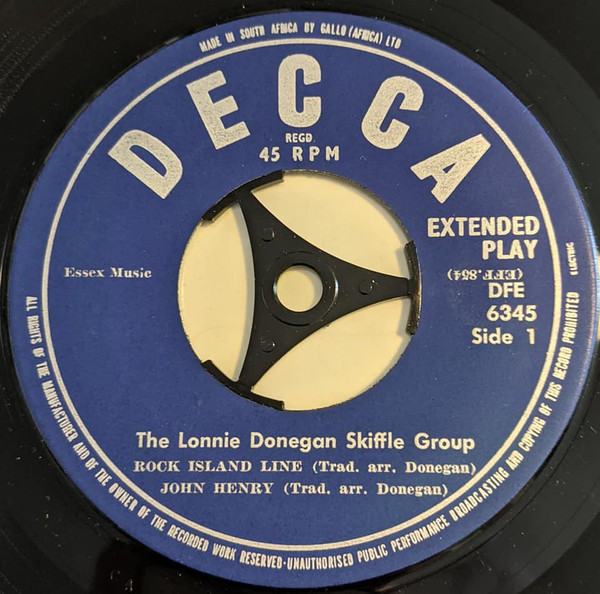 MADE IN SOUTH AFRICA BY GALLO (AFRICA) LTD
DECCA
REGD.
45 RPM
EXTENDED
PLAY
Essex Music
(EFF.854)
DFE
6345
Side 1
ELECTRIC
The Lonnie Donegan Skiffle Group
ROCK ISLAND LINE (Trad. arr. Donegan)
JOHN HENRY (Trad. arr. Donegan)
ALL RIGHTS OF THE MANUFACTURER AND OF THE OWNER OF THE RECORDED WORK RESERVED·UNAUTHORISED PUBLIC PERFORMANCE BROADCASTING AND COPYING OF THIS RECORD PROHIBITED